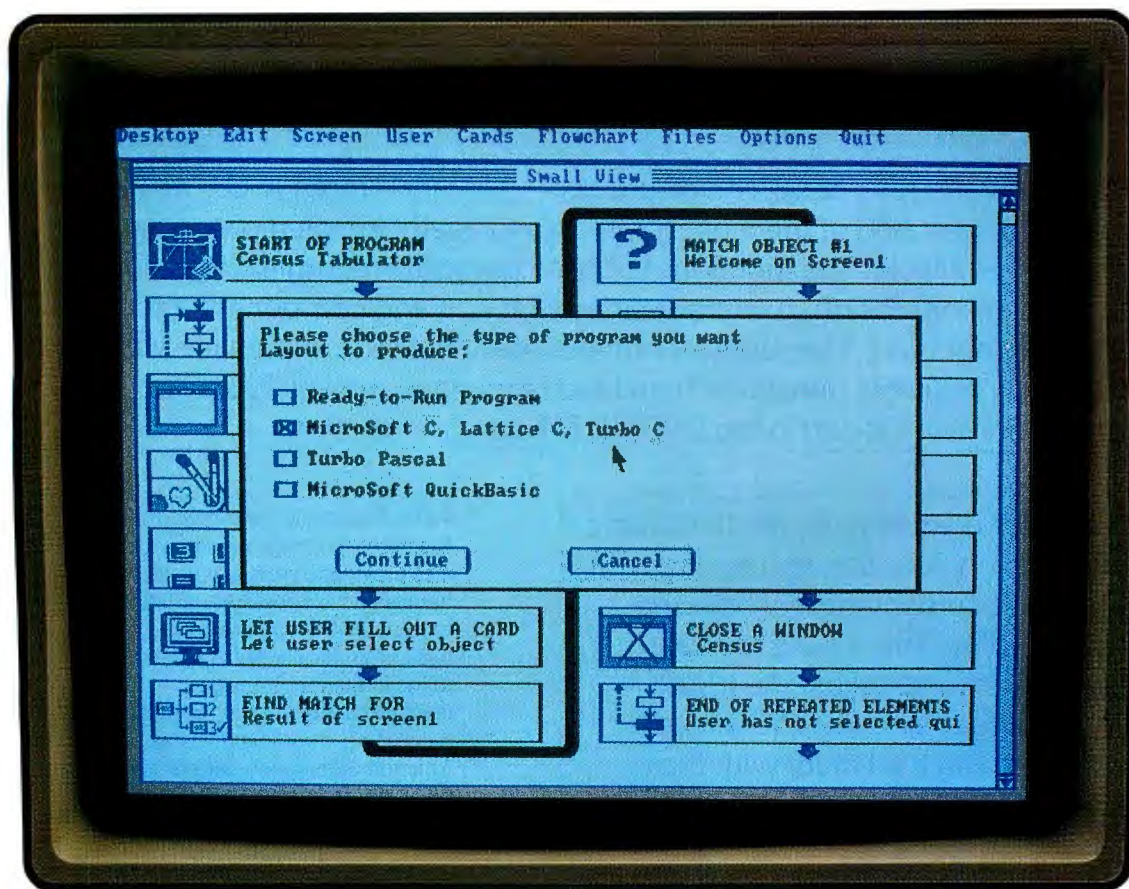 Desktop Edit Screen User Cards Flowchart Files Options Quit
Small View
START OF PROGRAM
Census Tabulator
MATCH OBJECT #1
Welcome on Screen1
Please choose the type of program you want
Layout to produce:
Ready-to-Run Program
MicroSoft C, Lattice C, Turbo C
Turbo Pascal
MicroSoft QuickBasic
Continue
Cancel
LET USER FILL OUT A CARD
Let user select object
CLOSE A WINDOW
Census
FIND MATCH FOR
Result of screen1
1
2
3
END OF REPEATED ELEMENTS
User has not selected qui